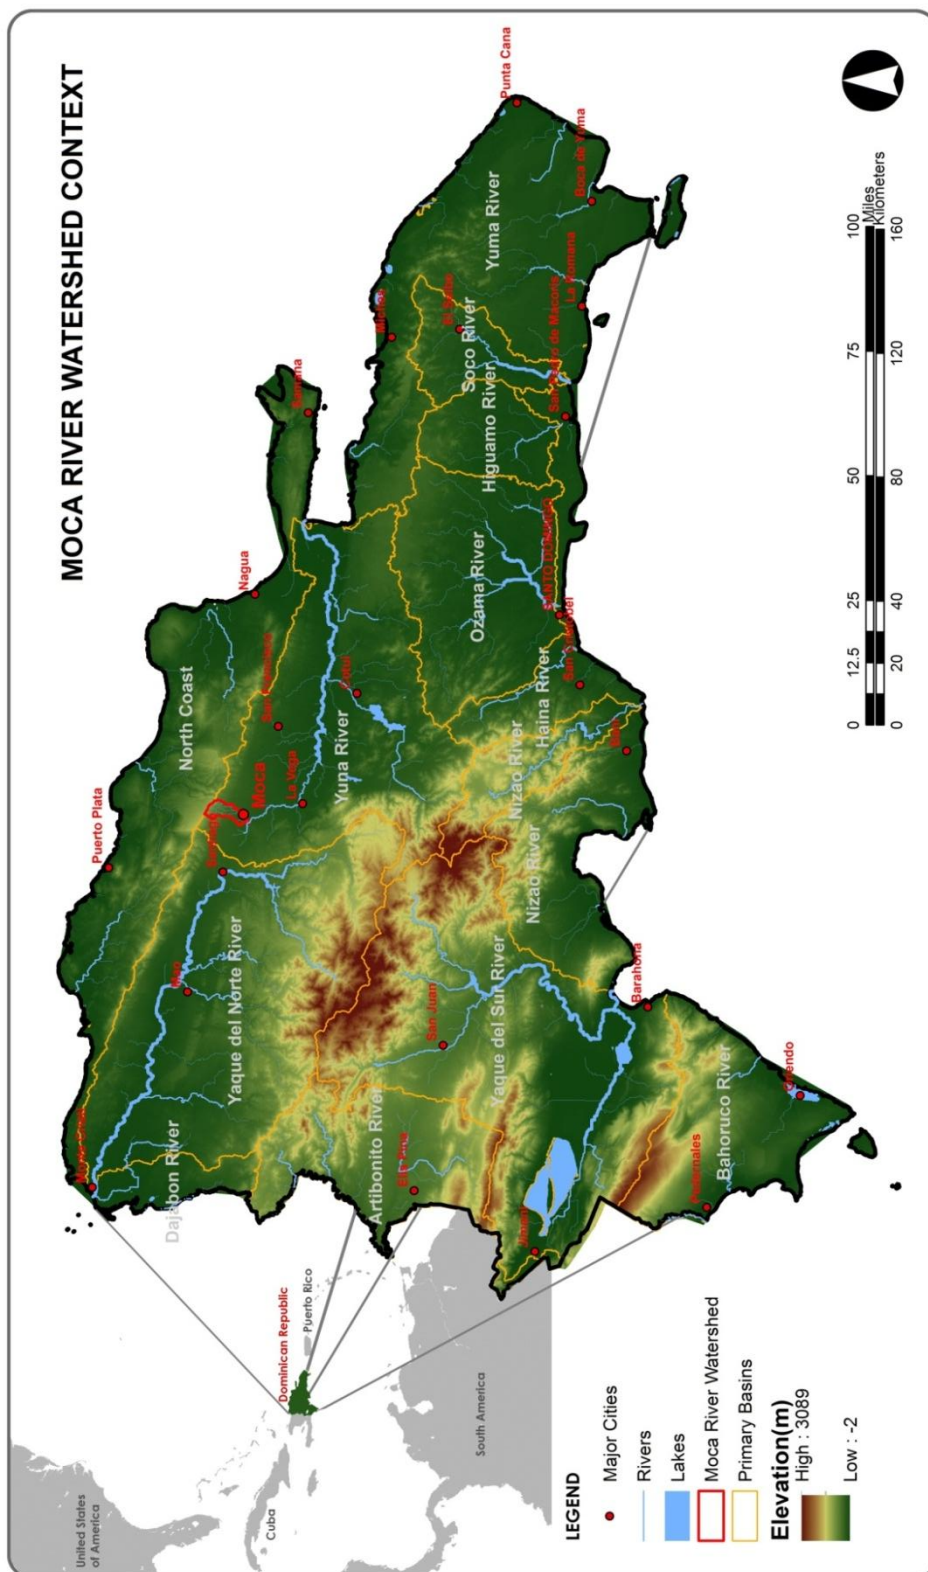 MOCA RIVER WATERSHED CONTEXT
Puerto Plata
North Coast
Nagua
Samana
Santiago
Moca
San Francisco
La Vega
Cotui
Yuna River
Mao
Yaque del Norte River
Dajabon River
Artibonito River
San Juan
Yaque del Sur River
Nizao River
Nizao River
Haina River
Bani
San Cristobal
SANTO DOMINGO
Ozama River
Higuamo River
Soco River
El Seibo
Miches
Yuma River
Punta Cana
Boca de Yuma
La Romana
San Pedro de Macoris
Barahona
Bahoruco River
Pedernales
Jimani
United States
of America
Cuba
Dominican Republic
Puerto Rico
South America
LEGEND
Major Cities
Rivers
Lakes
Moca River Watershed
Primary Basins
Elevation(m)
High : 3089
Low : -2
0 12.5 25 50 75 100
Miles
Kilometers
0 20 40 80 120 160